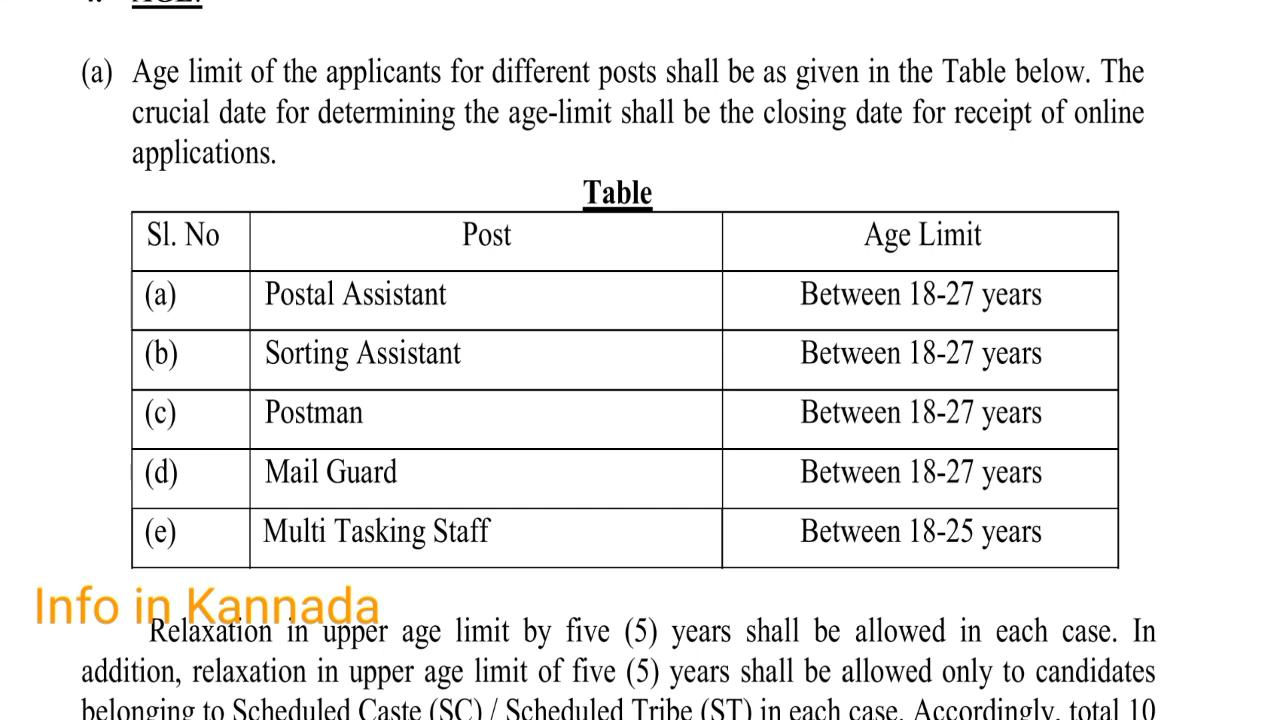 (a) Age limit of the applicants for different posts shall be as given in the Table below. The
crucial date for determining the age-limit shall be the closing date for receipt of online
applications.
Table
Sl. No Post Age Limit
(a) Postal Assistant Between 18-27 years
(b) Sorting Assistant Between 18-27 years
(c) Postman Between 18-27 years
(d) Mail Guard Between 18-27 years
(e) Multi Tasking Staff Between 18-25 years
Info in Kannada
Relaxation in upper age limit by five (5) years shall be allowed in each case. In
addition, relaxation in upper age limit of five (5) years shall be allowed only to candidates
belonging to Scheduled Caste (SC) / Scheduled Tribe (ST) in each case. Accordingly, total 10